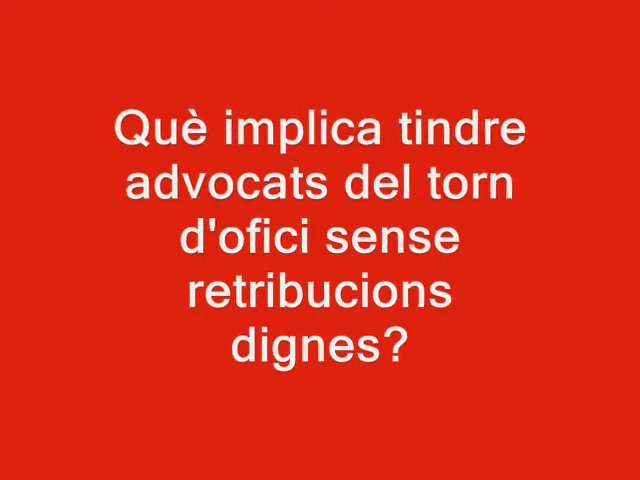 Què implica tindre
advocats del torn
d'ofici sense
retribucions
dignes?